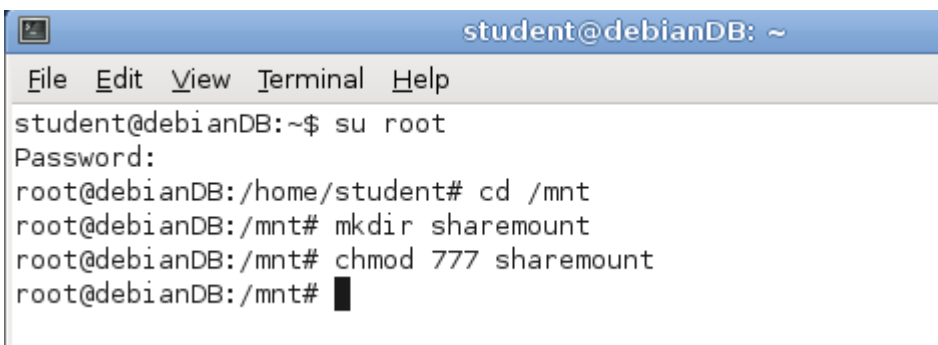 student@debianDB: ~
File Edit View Terminal Help
student@debianDB:~$ su root
Password:
root@debianDB:/home/student# cd /mnt
root@debianDB:/mnt# mkdir sharemount
root@debianDB:/mnt# chmod 777 sharemount
root@debianDB:/mnt#